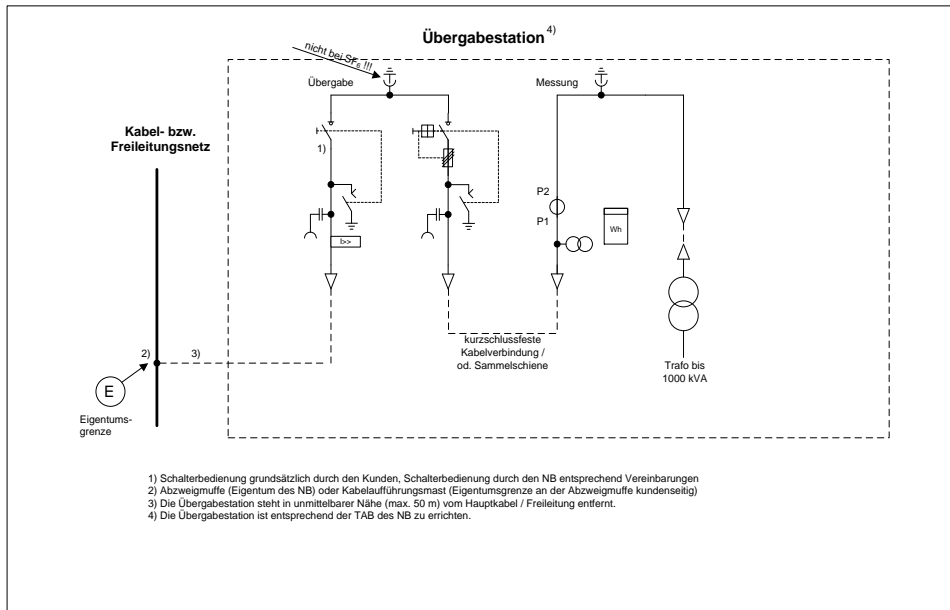 Übergabestation 4)
nicht bei SF6 !!!
Übergabe
Messung
Kabel- bzw.
Freileitungsnetz
1)
P2
P1
Wh
I>>
kurzschlussfeste
Kabelverbindung /
od. Sammelschiene
2)
3)
Trafo bis
1000 kVA
E
Eigentums-
grenze
1) Schalterbedienung grundsätzlich durch den Kunden, Schalterbedienung durch den NB entsprechend Vereinbarungen
2) Abzweigmuffe (Eigentum des NB) oder Kabelaufführungsmast (Eigentumsgrenze an der Abzweigmuffe kundenseitig)
3) Die Übergabestation steht in unmittelbarer Nähe (max. 50 m) vom Hauptkabel / Freileitung entfernt.
4) Die Übergabestation ist entsprechend der TAB des NB zu errichten.